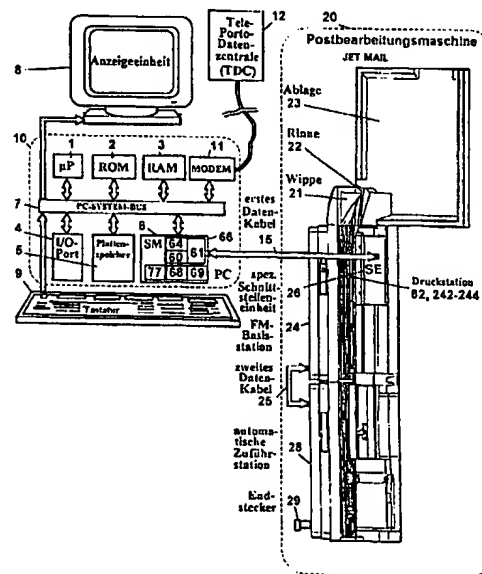 12
Tele-
Porto-
Daten-
zentrale
(TDC)
20
Postbearbeitungsmaschine
JET MAIL
8
Anzeigeeinheit
Ablage
23
10
1
2
3
11
µP
ROM
RAM
MODEM
Rinne
22
Wippe
21
7
PC-SYSTEM-BUS
erstes
Daten-
Kabel
4
I/O-
Port
5
Platten-
speicher
6
66
SM
64
60
61
77
68
69
PC
15
SE
9
Tastatur
spez.
Schnitt-
stellen-
einheit
26
24
Druckstation
82, 242-244
FM-
Basis-
station
zweites
Daten-
Kabel
25
automa-
tische
Zuführ-
station
28
End-
stecker
29